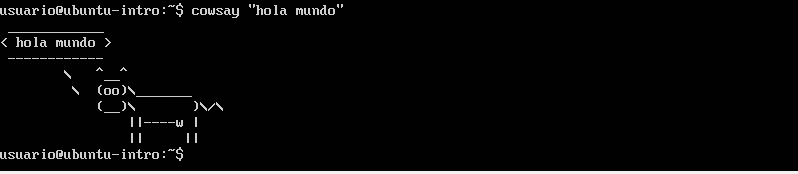 usuario@ubuntu-intro:~$ cowsay "hola mundo"
 ____________
< hola mundo >
 ------------
        \   ^__^
         \  (oo)\_______
            (__)\       )\/\
                ||----w |
                ||     ||
usuario@ubuntu-intro:~$